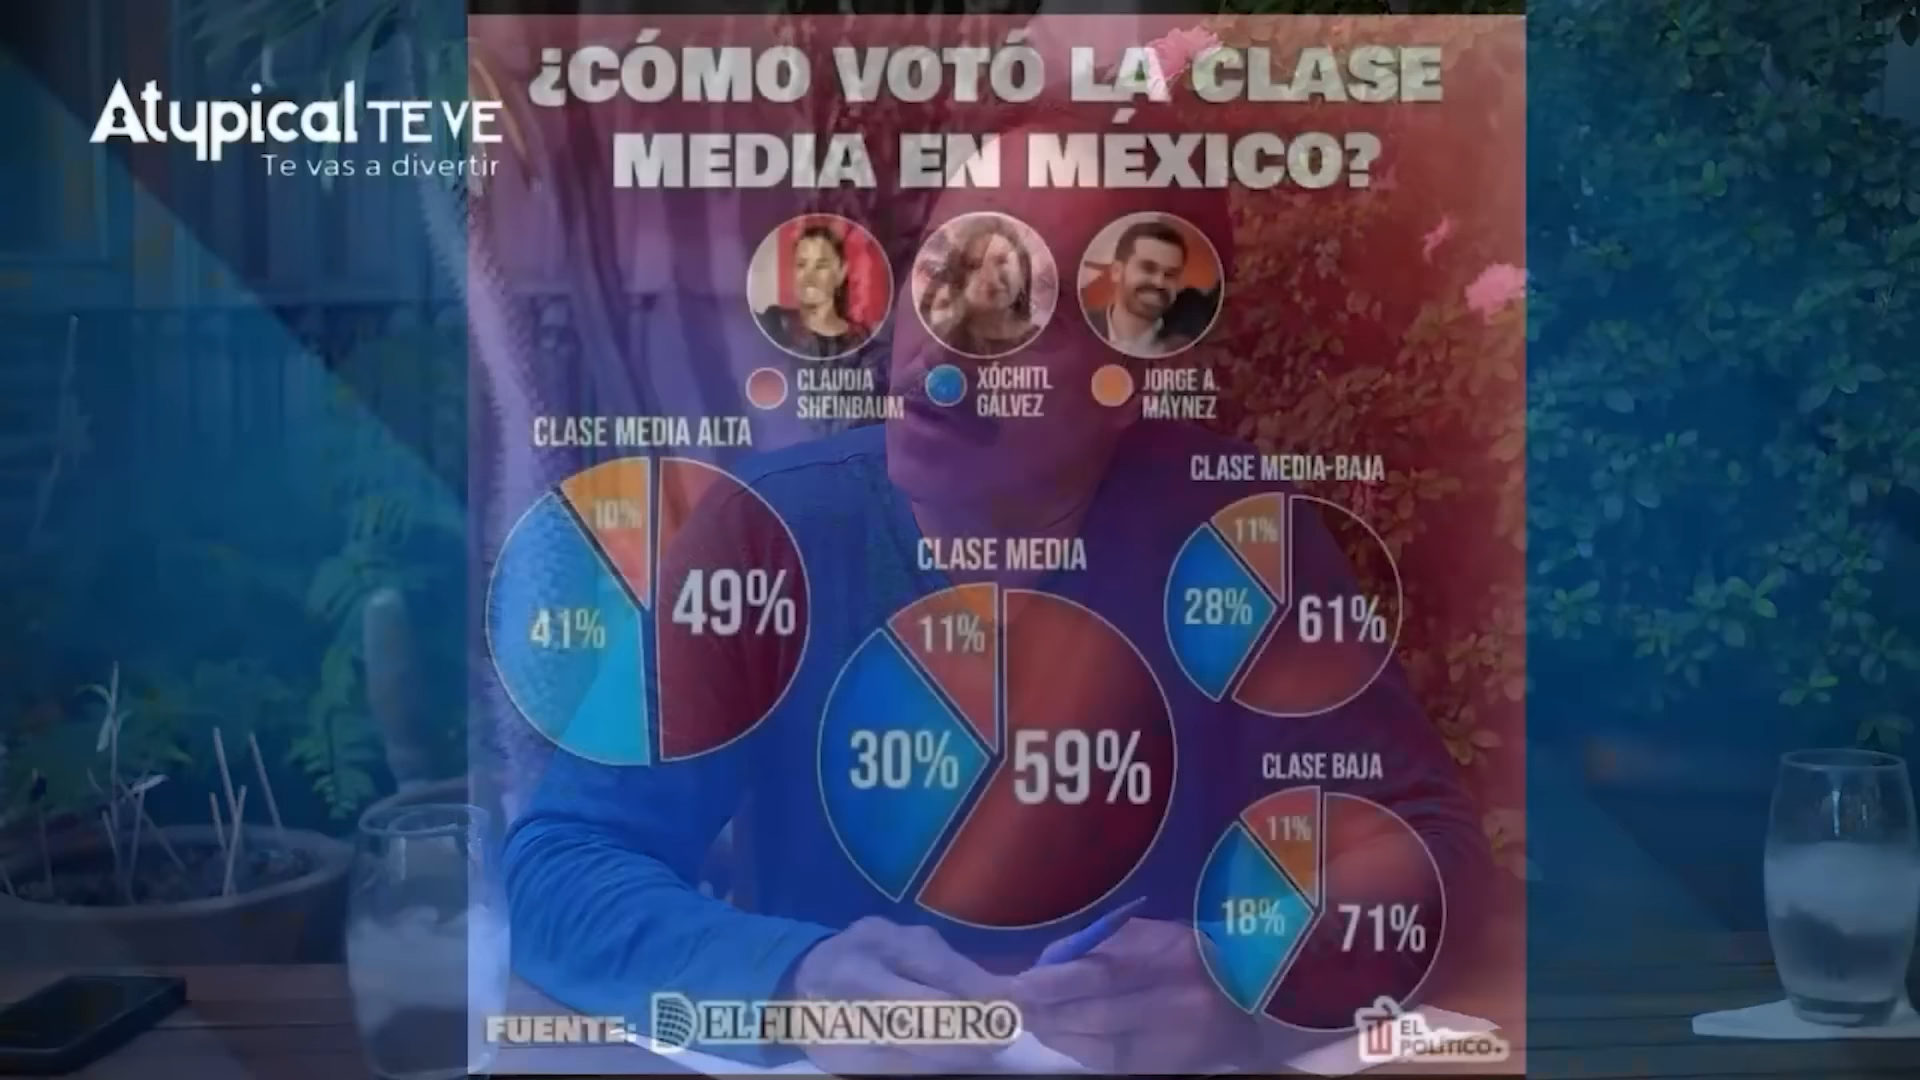 Atypical TE VE
Te vas a divertir
¿CÓMO VOTÓ LA CLASE
MEDIA EN MÉXICO?
CLAUDIA
SHEINBAUM
XÓCHITL
GÁLVEZ
JORGE A.
MÁYNEZ
CLASE MEDIA ALTA
10%
41%
49%
CLASE MEDIA
11%
30%
59%
CLASE MEDIA-BAJA
11%
28%
61%
CLASE BAJA
11%
18%
71%
FUENTE: EL FINANCIERO
EL
POLÍTICO.